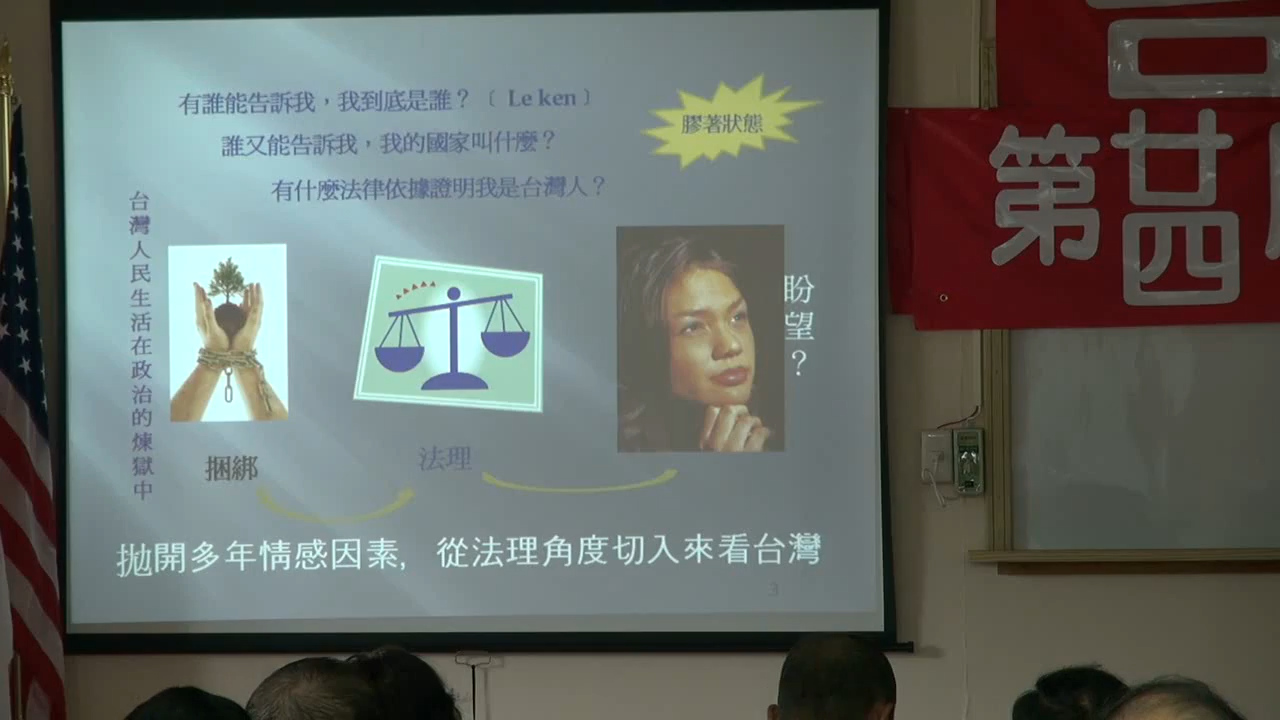 有誰能告訴我，我到底是誰？〔 Le ken 〕
誰又能告訴我，我的國家叫什麼？
有什麼法律依據證明我是台灣人？
膠著狀態
台灣人民生活在政治的煉獄中
捆綁
法理
盼望？
拋開多年情感因素, 從法理角度切入來看台灣
3
第廿四